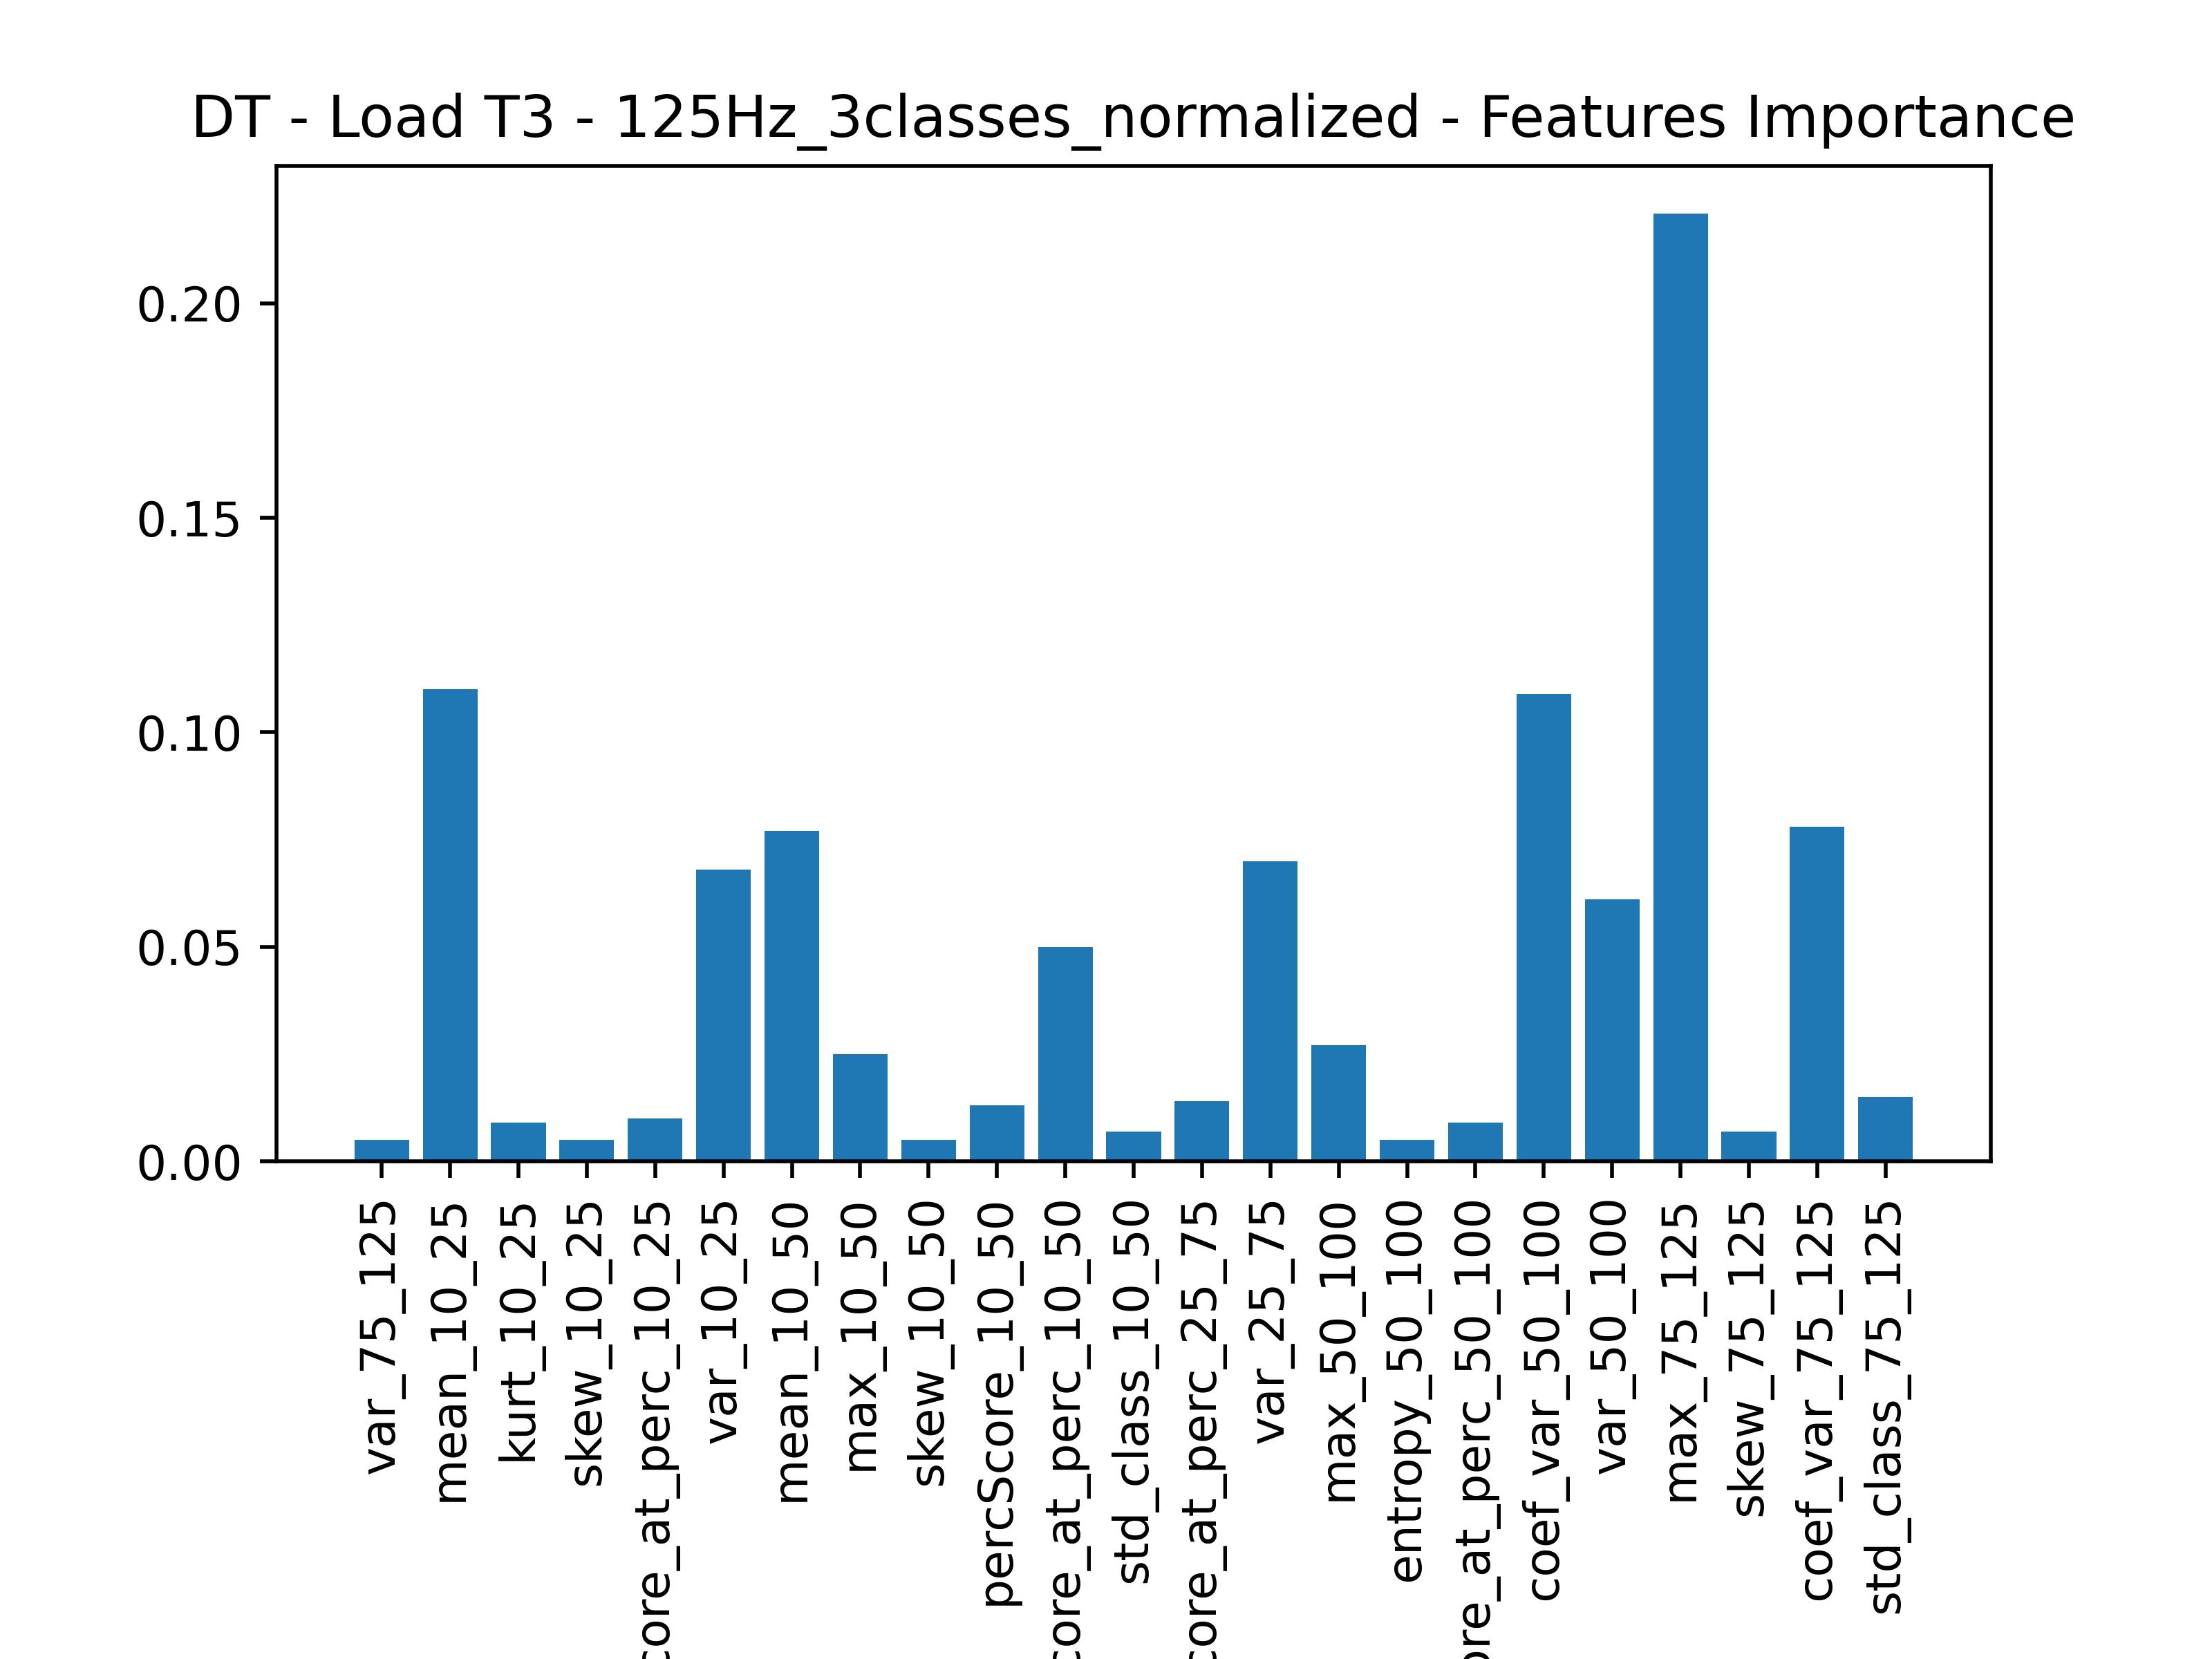 DT - Load T3 - 125Hz_3classes_normalized - Features Importance
0.20
0.15
0.10
0.05
0.00
var_75_125
mean_10_25
kurt_10_25
skew_10_25
core_at_perc_10_25
var_10_25
mean_10_50
max_10_50
skew_10_50
percScore_10_50
core_at_perc_10_50
std_class_10_50
core_at_perc_25_75
var_25_75
max_50_100
entropy_50_100
ore_at_perc_50_100
coef_var_50_100
var_50_100
max_75_125
skew_75_125
coef_var_75_125
std_class_75_125